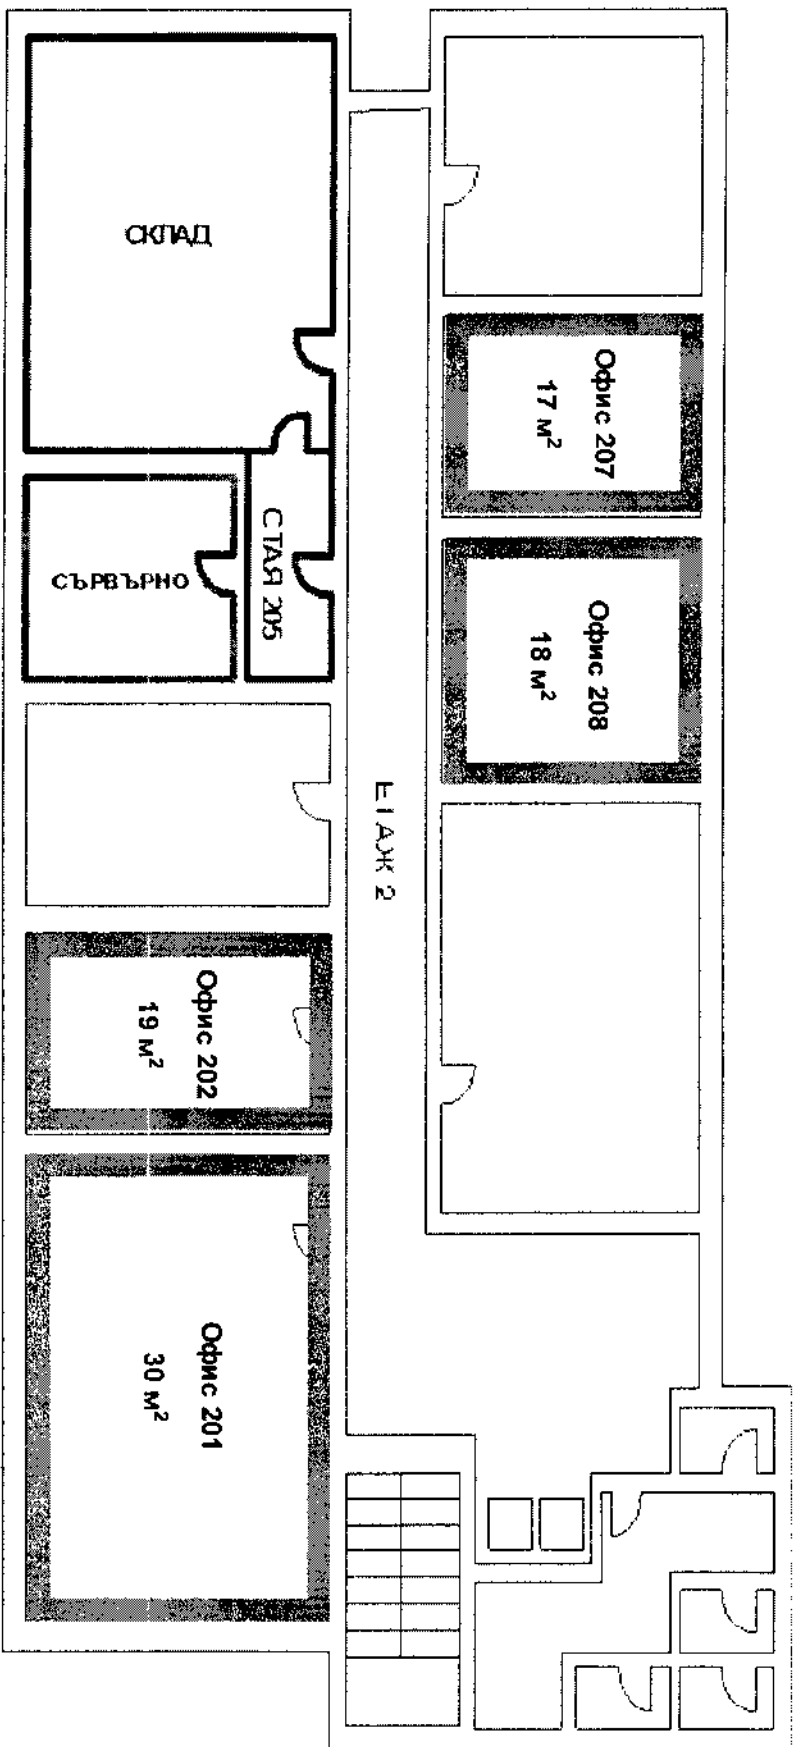 СКЛАД
Офис 207
17 м²
СТАЯ 205
СЪРВЪРНО
Офис 208
18 м²
ЕТАЖ 2
Офис 202
19 м²
Офис 201
30 м²